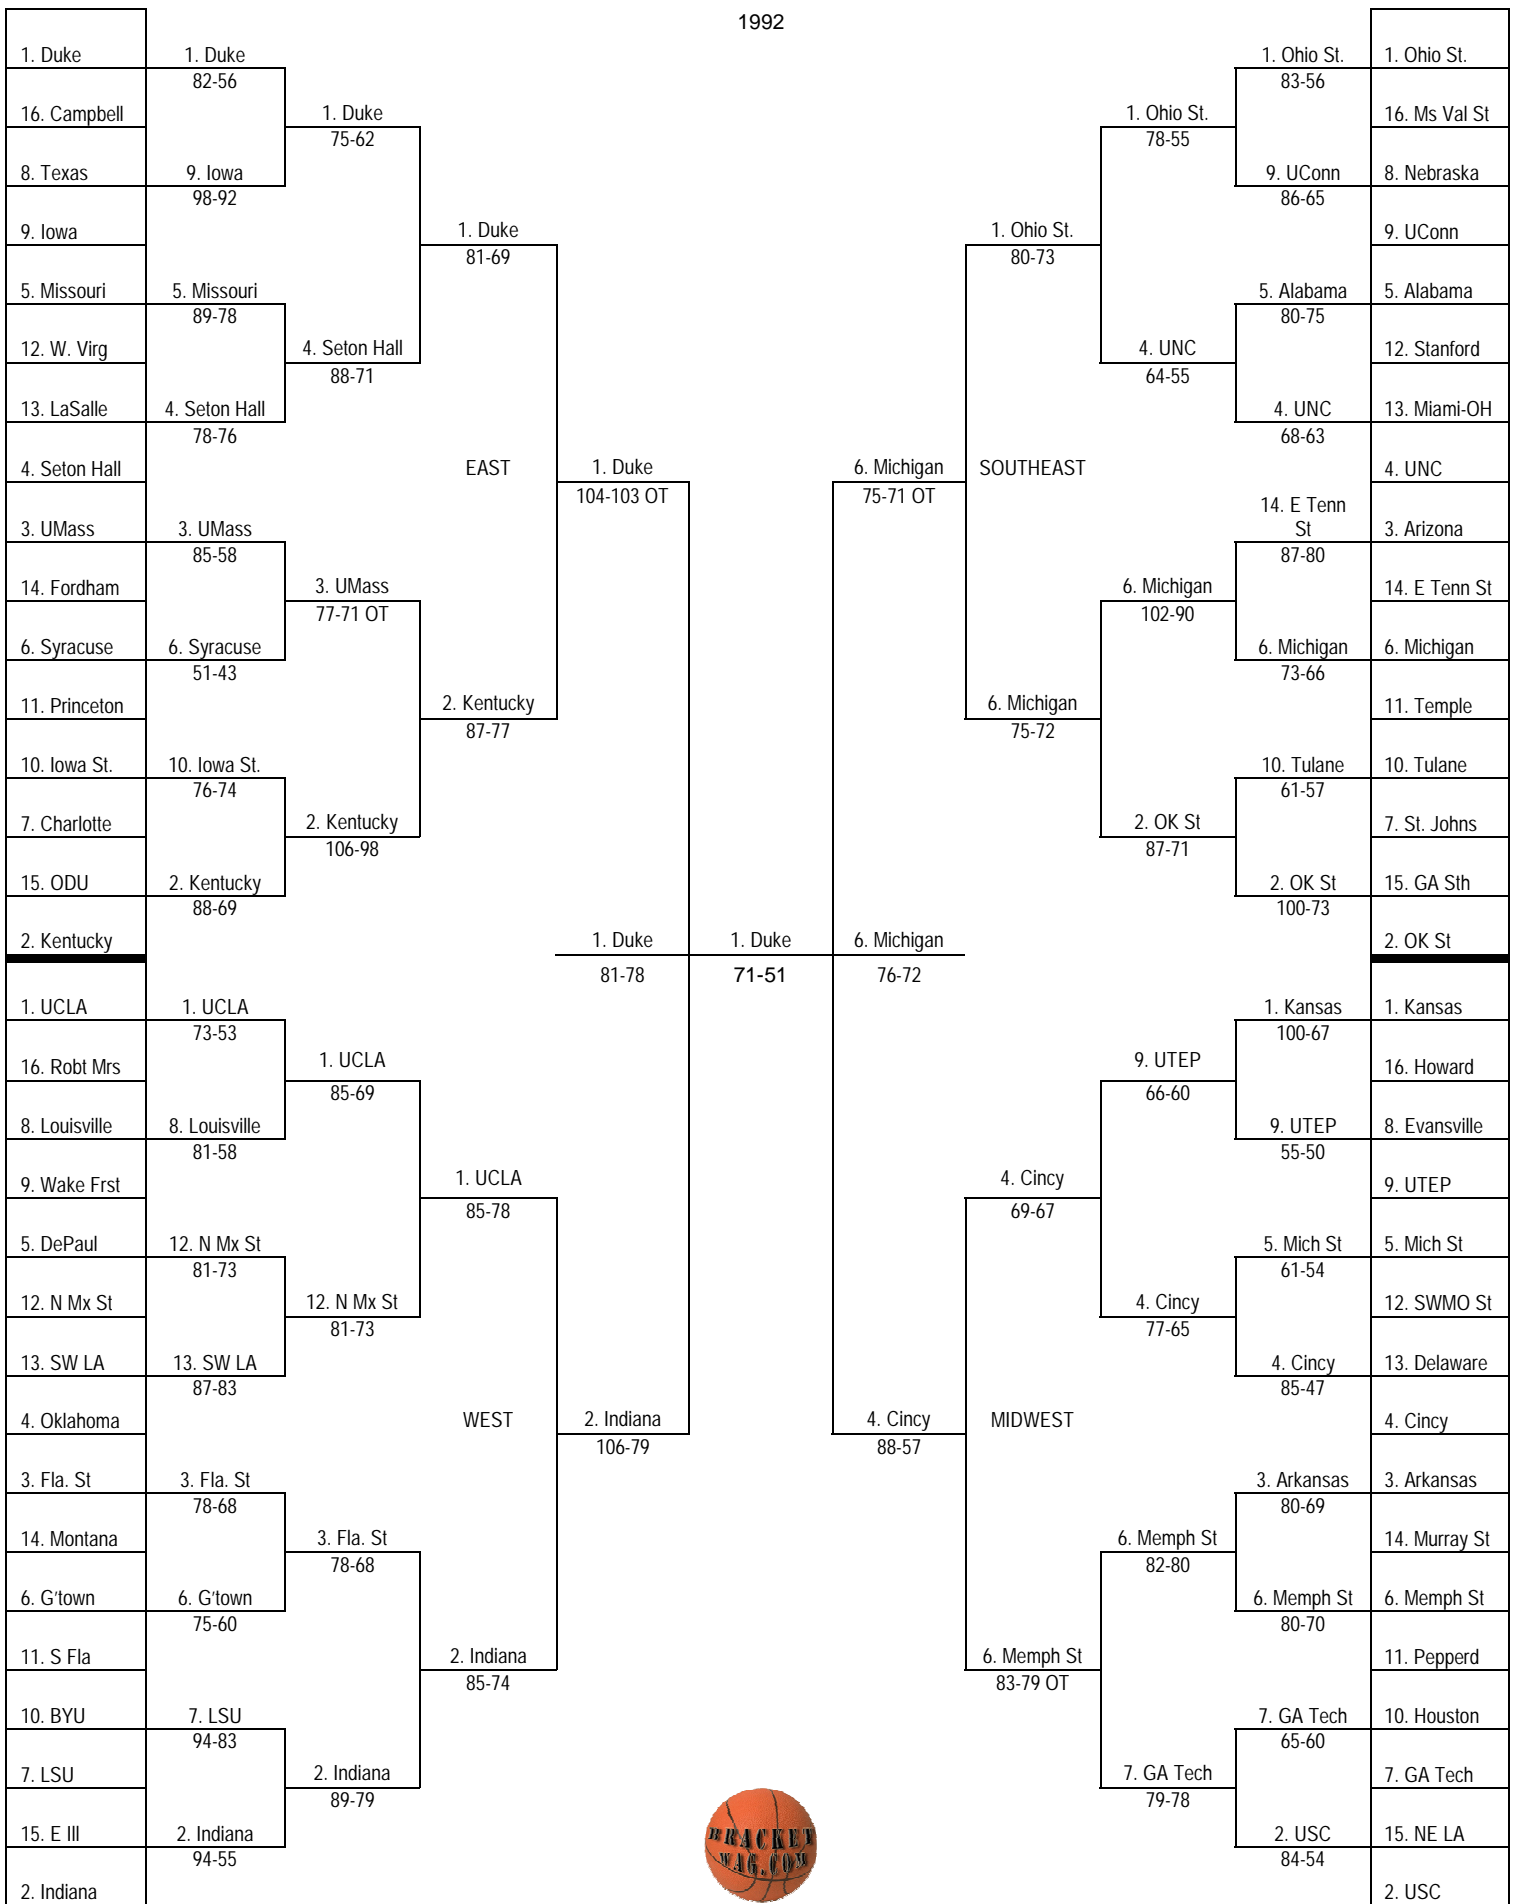 1992
1. Duke
16. Campbell
8. Texas
9. Iowa
5. Missouri
12. W. Virg
13. LaSalle
4. Seton Hall
3. UMass
14. Fordham
6. Syracuse
11. Princeton
10. Iowa St.
7. Charlotte
15. ODU
2. Kentucky
1. UCLA
16. Robt Mrs
8. Louisville
9. Wake Frst
5. DePaul
12. N Mx St
13. SW LA
4. Oklahoma
3. Fla. St
14. Montana
6. G'town
11. S Fla
10. BYU
7. LSU
15. E Ill
2. Indiana
1. Duke
82-56
9. Iowa
98-92
5. Missouri
89-78
4. Seton Hall
78-76
3. UMass
85-58
6. Syracuse
51-43
10. Iowa St.
76-74
2. Kentucky
88-69
1. UCLA
73-53
8. Louisville
81-58
12. N Mx St
81-73
13. SW LA
87-83
3. Fla. St
78-68
6. G'town
75-60
7. LSU
94-83
2. Indiana
94-55
1. Duke
75-62
4. Seton Hall
88-71
3. UMass
77-71 OT
2. Kentucky
106-98
1. UCLA
85-69
12. N Mx St
81-73
3. Fla. St
78-68
2. Indiana
89-79
1. Duke
81-69
EAST
2. Kentucky
87-77
1. UCLA
85-78
WEST
2. Indiana
85-74
1. Duke
104-103 OT
1. Duke
81-78
2. Indiana
106-79
1. Duke
71-51
6. Michigan
75-71 OT
6. Michigan
76-72
4. Cincy
88-57
1. Ohio St.
80-73
SOUTHEAST
6. Michigan
75-72
4. Cincy
69-67
MIDWEST
6. Memph St
83-79 OT
1. Ohio St.
78-55
4. UNC
64-55
6. Michigan
102-90
2. OK St
87-71
9. UTEP
66-60
4. Cincy
77-65
6. Memph St
82-80
7. GA Tech
79-78
1. Ohio St.
83-56
9. UConn
86-65
5. Alabama
80-75
4. UNC
68-63
14. E Tenn
St
87-80
6. Michigan
73-66
10. Tulane
61-57
2. OK St
100-73
1. Kansas
100-67
9. UTEP
55-50
5. Mich St
61-54
4. Cincy
85-47
3. Arkansas
80-69
6. Memph St
80-70
7. GA Tech
65-60
2. USC
84-54
1. Ohio St.
16. Ms Val St
8. Nebraska
9. UConn
5. Alabama
12. Stanford
13. Miami-OH
4. UNC
3. Arizona
14. E Tenn St
6. Michigan
11. Temple
10. Tulane
7. St. Johns
15. GA Sth
2. OK St
1. Kansas
16. Howard
8. Evansville
9. UTEP
5. Mich St
12. SWMO St
13. Delaware
4. Cincy
3. Arkansas
14. Murray St
6. Memph St
11. Pepperd
10. Houston
7. GA Tech
15. NE LA
2. USC
BRACKET
WAG.COM